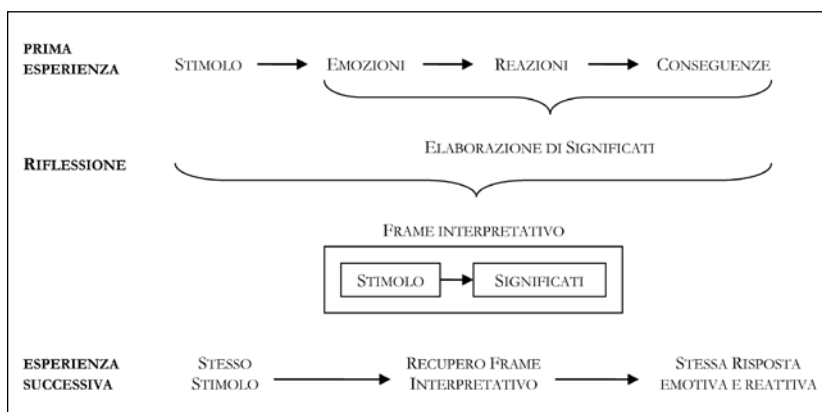 PRIMA
ESPERIENZA
STIMOLO EMOZIONI REAZIONI CONSEGUENZE
ELABORAZIONE DI SIGNIFICATI
RIFLESSIONE
FRAME INTERPRETATIVO
STIMOLO SIGNIFICATI
ESPERIENZA
SUCCESSIVA
STESSO
STIMOLO
RECUPERO FRAME
INTERPRETATIVO
STESSA RISPOSTA
EMOTIVA E REATTIVA